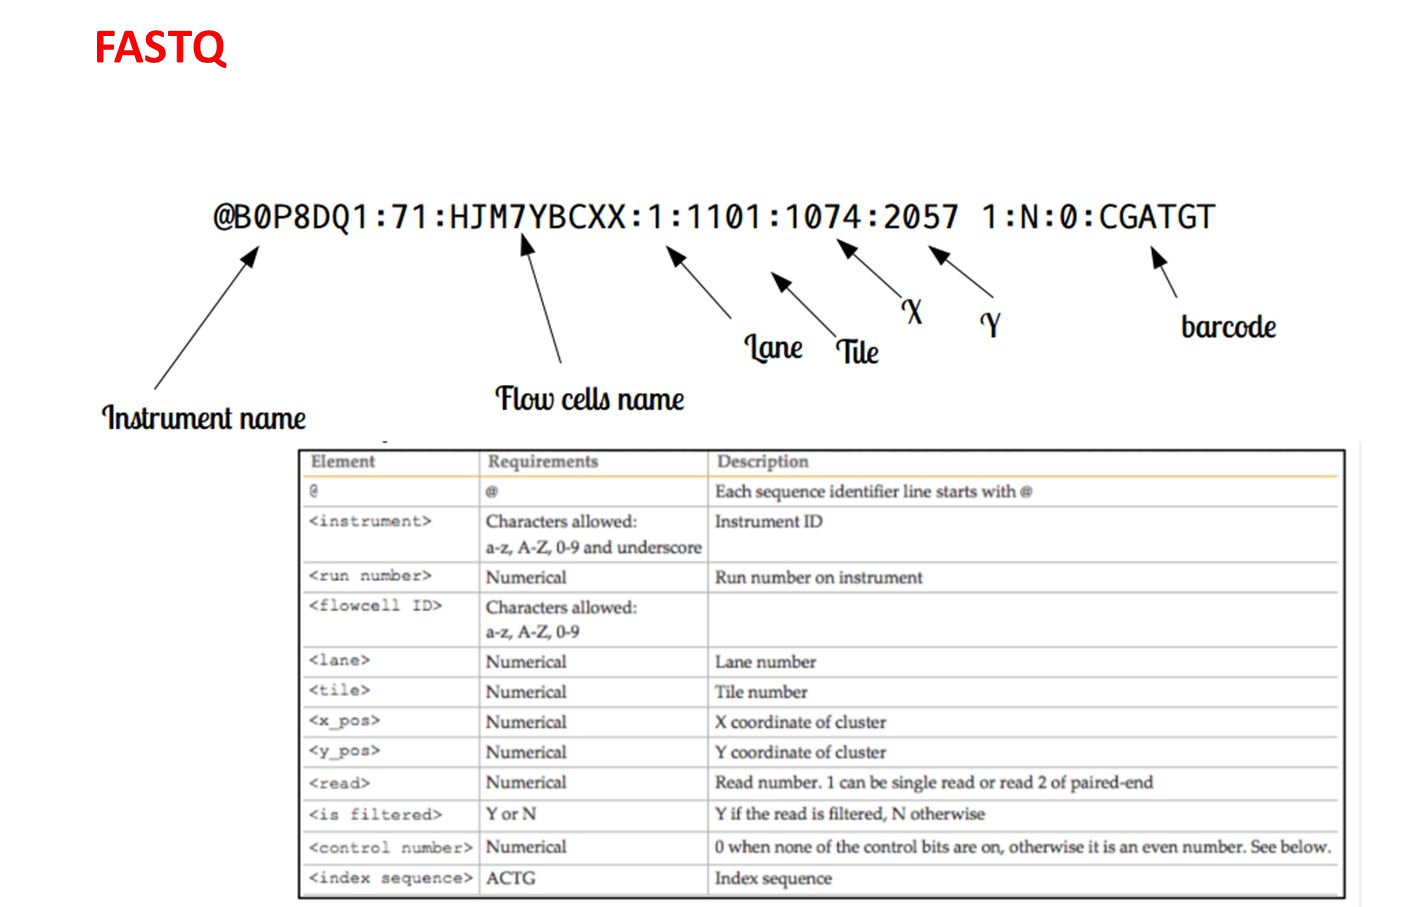 FASTQ
@B0P8DQ1:71:HJM7YBCXX:1:1101:1074:2057 1:N:0:CGATGT
X
Y
barcode
Lane
Tile
Flow cells name
Instrument name
Element Requirements Description
@ @ Each sequence identifier line starts with @
<instrument> Characters allowed: Instrument ID
a-z, A-Z, 0-9 and underscore
<run number> Numerical Run number on instrument
<flowcell ID> Characters allowed:
a-z, A-Z, 0-9
<lane> Numerical Lane number
<tile> Numerical Tile number
<x_pos> Numerical X coordinate of cluster
<y_pos> Numerical Y coordinate of cluster
<read> Numerical Read number. 1 can be single read or read 2 of paired-end
<is filtered> Y or N Y if the read is filtered, N otherwise
<control number> Numerical 0 when none of the control bits are on, otherwise it is an even number. See below.
<index sequence> ACTG Index sequence